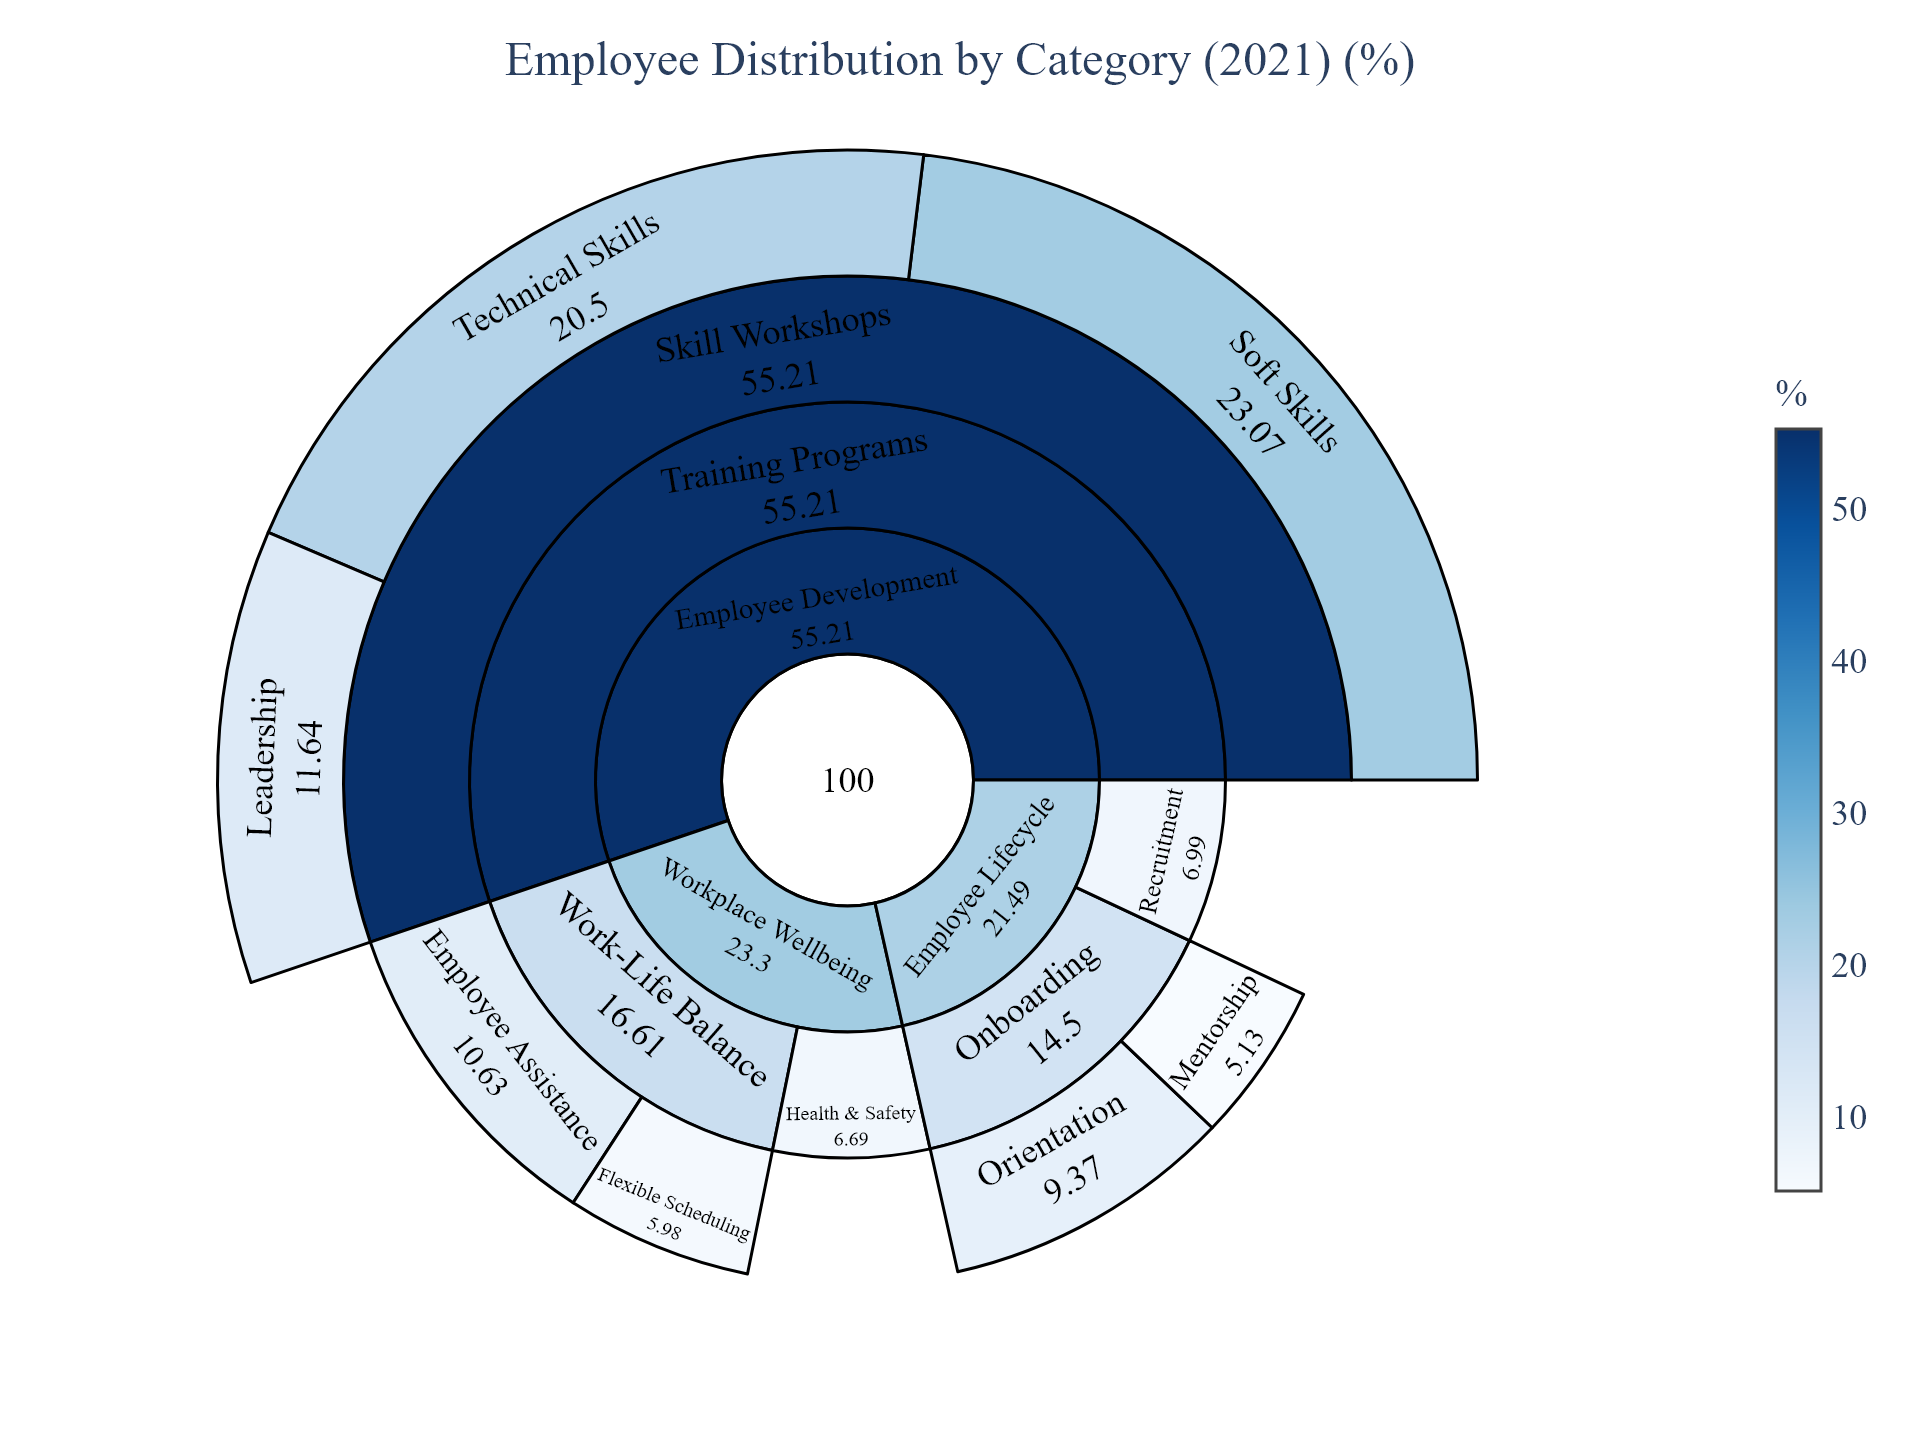 Employee Distribution by Category (2021) (%)
Technical Skills
20.5
Soft Skills
23.07
Skill Workshops
55.21
Training Programs
55.21
Employee Development
55.21
Leadership
11.64
100
Recruitment
6.99
Employee Lifecycle
21.49
Workplace Wellbeing
23.3
Work-Life Balance
16.61
Employee Assistance
10.63
Onboarding
14.5
Mentorship
5.13
Health & Safety
6.69
Orientation
9.37
Flexible Scheduling
5.98
%
50
40
30
20
10